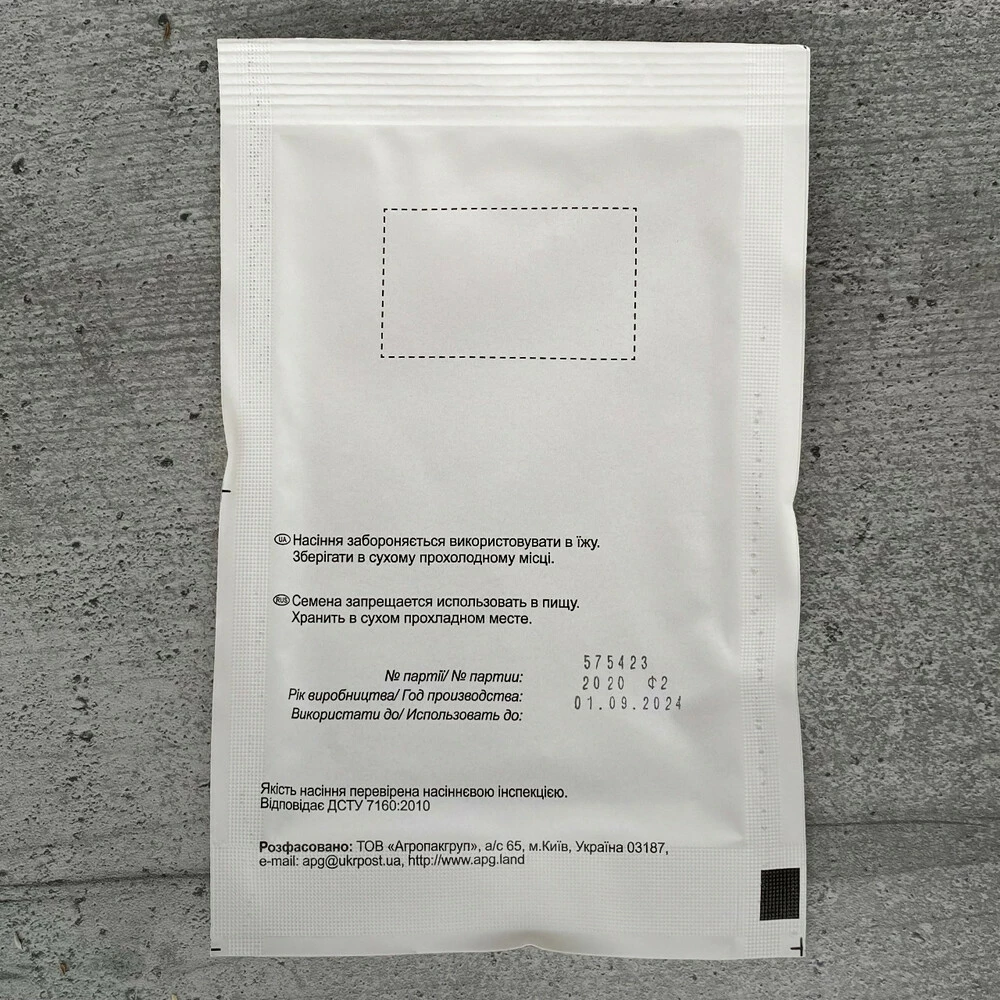 UA Насіння забороняється використовувати в їжу.
Зберігати в сухому прохолодному місці.
RUS Семена запрещается использовать в пищу.
Хранить в сухом прохладном месте.
№ партії/ № партии: 575423
Рік виробництва/ Год производства: 2020 Ф2
Використати до/ Использовать до: 01.09.2024
Якість насіння перевірена насіннєвою інспекцією.
Відповідає ДСТУ 7160:2010
Розфасовано: ТОВ «Агропакгруп», а/с 65, м.Київ, Україна 03187,
e-mail: apg@ukrpost.ua, http://www.apg.land